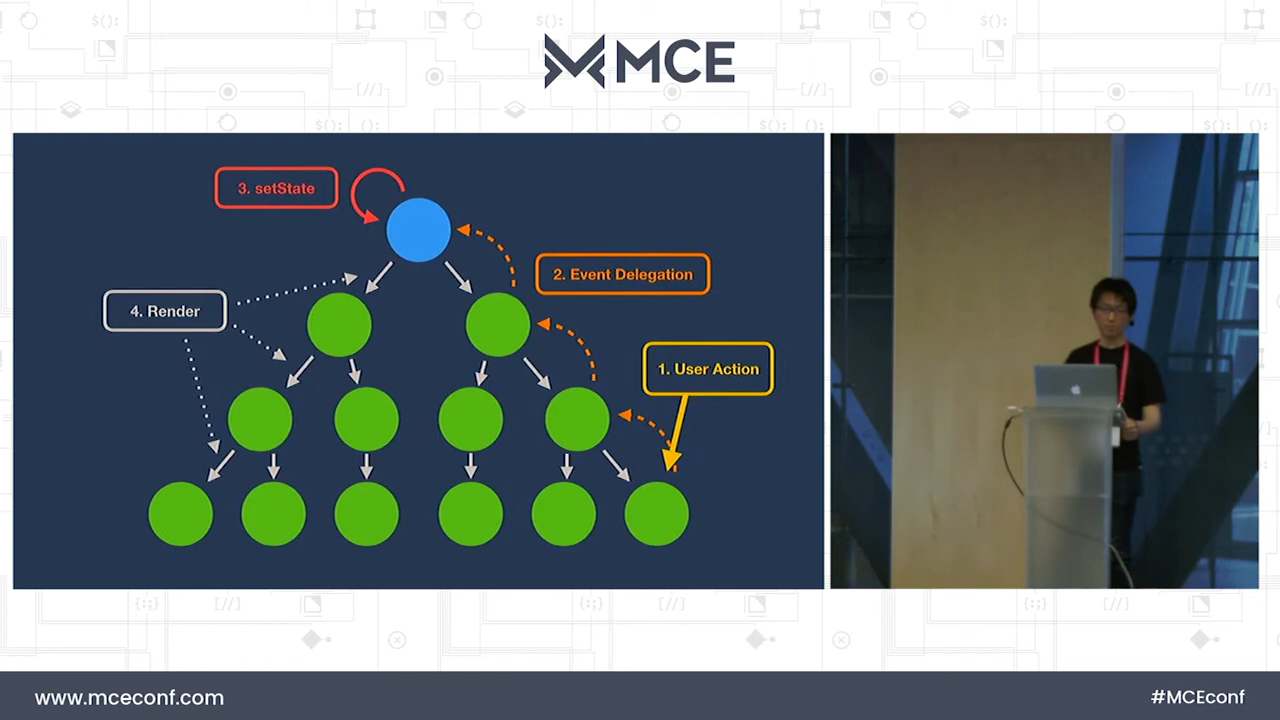 MCE
3. setState
2. Event Delegation
4. Render
1. User Action
www.mceconf.com
#MCEconf